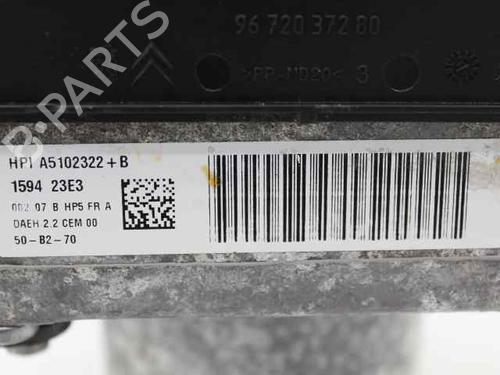 96 720 372 80
>PP-MD20< 3
HPI A5102322+B
1594 23E3
002 07 B HP5 FR A
DAEH 2.2 CEM 00
50-B2-70
B-PARTS